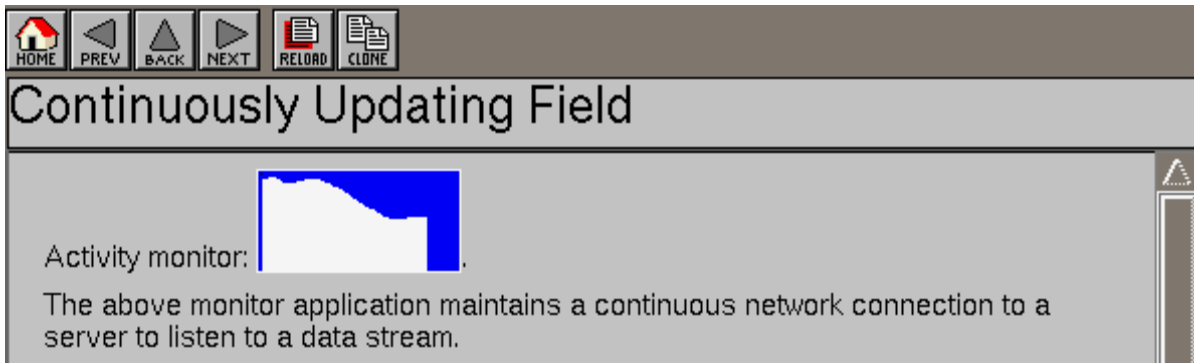 HOME PREV BACK NEXT RELOAD CLONE
Continuously Updating Field
Activity monitor: .
The above monitor application maintains a continuous network connection to a
server to listen to a data stream.